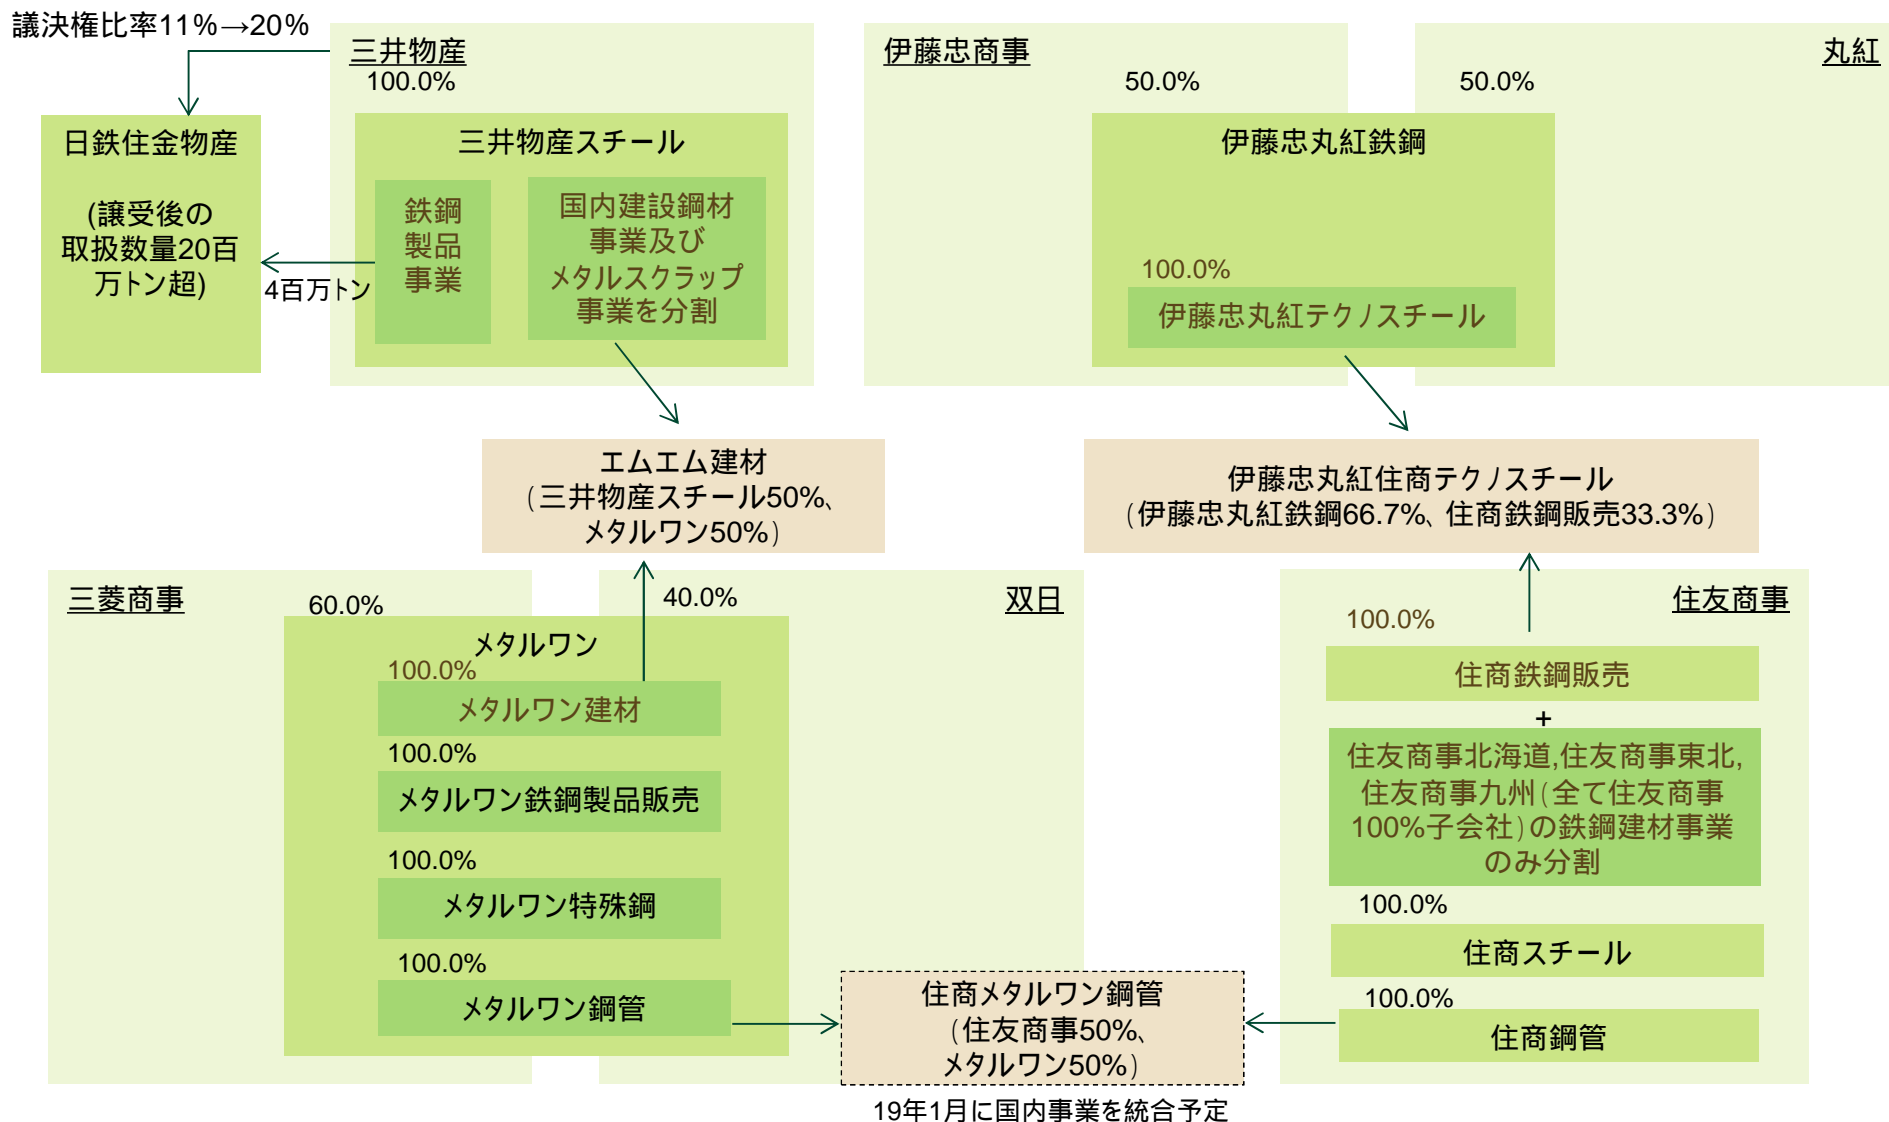 議決権比率11%→20%
三井物産
100.0%
日鉄住金物産
(譲受後の
取扱数量20百
万トン超)
三井物産スチール
鉄鋼
製品
事業
国内建設鋼材
事業及び
メタルスクラップ
事業を分割
4百万トン
伊藤忠商事
丸紅
50.0%
50.0%
伊藤忠丸紅鉄鋼
100.0%
伊藤忠丸紅テクノスチール
エムエム建材
(三井物産スチール50%、
メタルワン50%)
伊藤忠丸紅住商テクノスチール
(伊藤忠丸紅鉄鋼66.7%、住商鉄鋼販売33.3%)
三菱商事
60.0%
40.0%
双日
メタルワン
100.0%
メタルワン建材
100.0%
メタルワン鉄鋼製品販売
100.0%
メタルワン特殊鋼
100.0%
メタルワン鋼管
住商メタルワン鋼管
(住友商事50%、
メタルワン50%)
19年1月に国内事業を統合予定
住友商事
100.0%
住商鉄鋼販売
+
住友商事北海道,住友商事東北,
住友商事九州(全て住友商事
100%子会社)の鉄鋼建材事業
のみ分割
100.0%
住商スチール
100.0%
住商鋼管